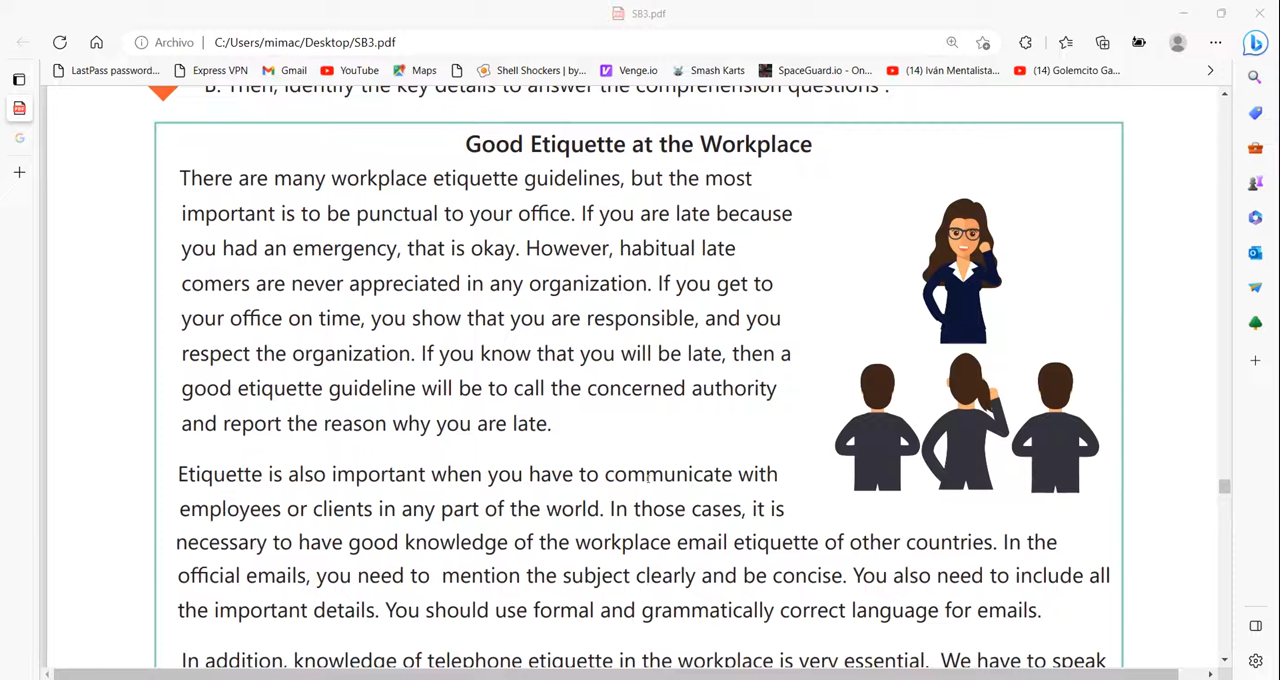 SB3.pdf
Archivo C:/Users/mimac/Desktop/SB3.pdf
LastPass password... Express VPN Gmail YouTube Maps Shell Shockers | by... Venge.io Smash Karts SpaceGuard.io - On... (14) Iván Mentalista... (14) Golemcito Ga...
B. Then, identify the key details to answer the comprehension questions .
Good Etiquette at the Workplace
There are many workplace etiquette guidelines, but the most
important is to be punctual to your office. If you are late because
you had an emergency, that is okay. However, habitual late
comers are never appreciated in any organization. If you get to
your office on time, you show that you are responsible, and you
respect the organization. If you know that you will be late, then a
good etiquette guideline will be to call the concerned authority
and report the reason why you are late.
Etiquette is also important when you have to communicate with
employees or clients in any part of the world. In those cases, it is
necessary to have good knowledge of the workplace email etiquette of other countries. In the
official emails, you need to mention the subject clearly and be concise. You also need to include all
the important details. You should use formal and grammatically correct language for emails.
In addition, knowledge of telephone etiquette in the workplace is very essential. We have to speak